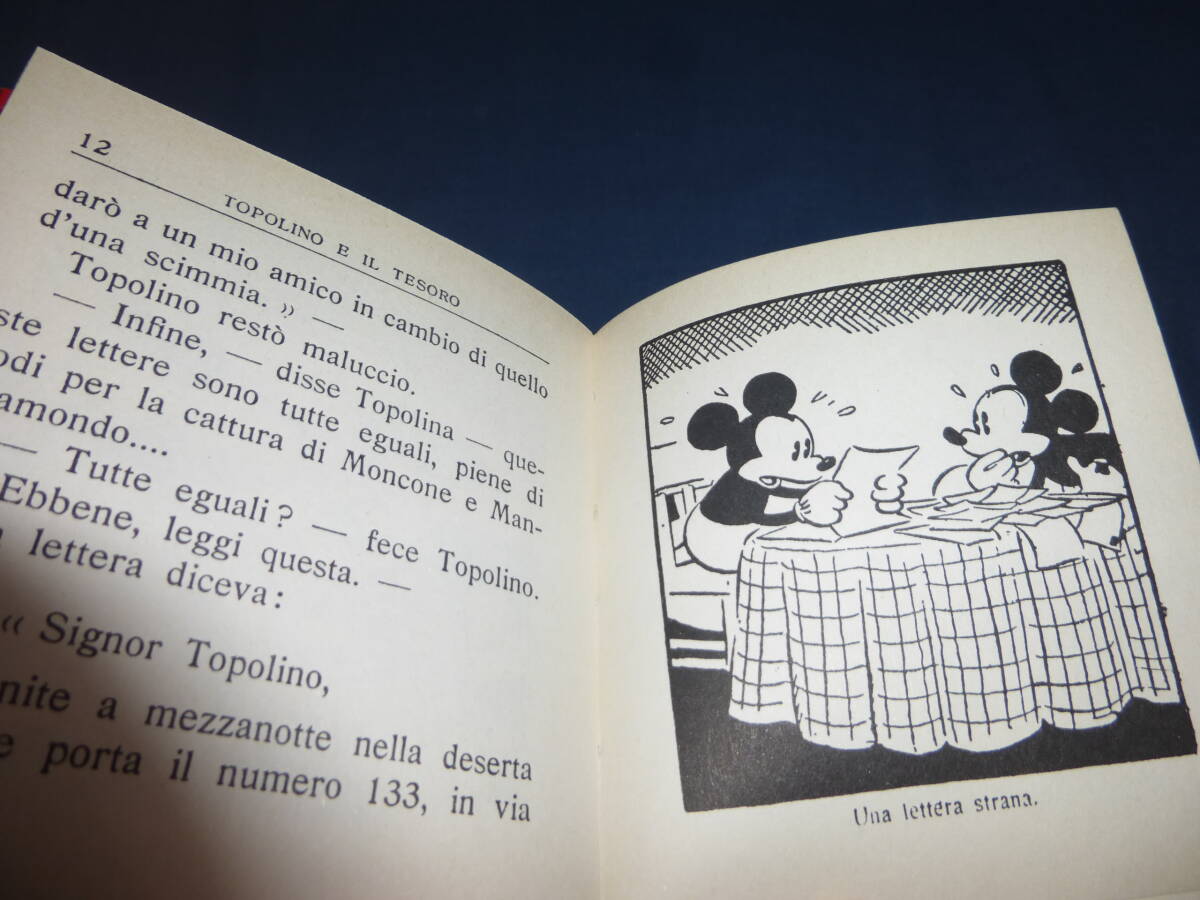 12
TOPOLINO E IL TESORO
darò a un mio amico in cambio di quello
d'una scimmia. » —
Topolino restò maluccio.
— Infine, — disse Topolina — que-
ste lettere sono tutte eguali, piene di
odi per la cattura di Moncone e Man-
amondo....
— Tutte eguali? — fece Topolino.
Ebbene, leggi questa. —
lettera diceva:
« Signor Topolino,
nite a mezzanotte nella deserta
e porta il numero 133, in via
Una lettera strana.